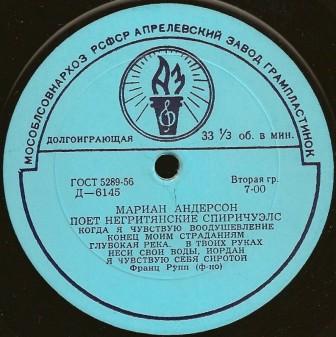 МОСОБЛСОВНАРХОЗ РСФСР АПРЕЛЕВСКИЙ ЗАВОД ГРАМПЛАСТИНОК
АЗ
ДОЛГОИГРАЮЩАЯ
33 ⅓ об. в мин.
ГОСТ 5289-56
Д—6145
Вторая гр.
7-00
МАРИАН АНДЕРСОН
ПОЕТ НЕГРИТЯНСКИЕ СПИРИЧУЭЛС
КОГДА Я ЧУВСТВУЮ ВООДУШЕВЛЕНИЕ
КОНЕЦ МОИМ СТРАДАНИЯМ
ГЛУБОКАЯ РЕКА. В ТВОИХ РУКАХ
НЕСИ СВОИ ВОДЫ, ИОРДАН
Я ЧУВСТВУЮ СЕБЯ СИРОТОЙ
Франц Рупп (ф-но)